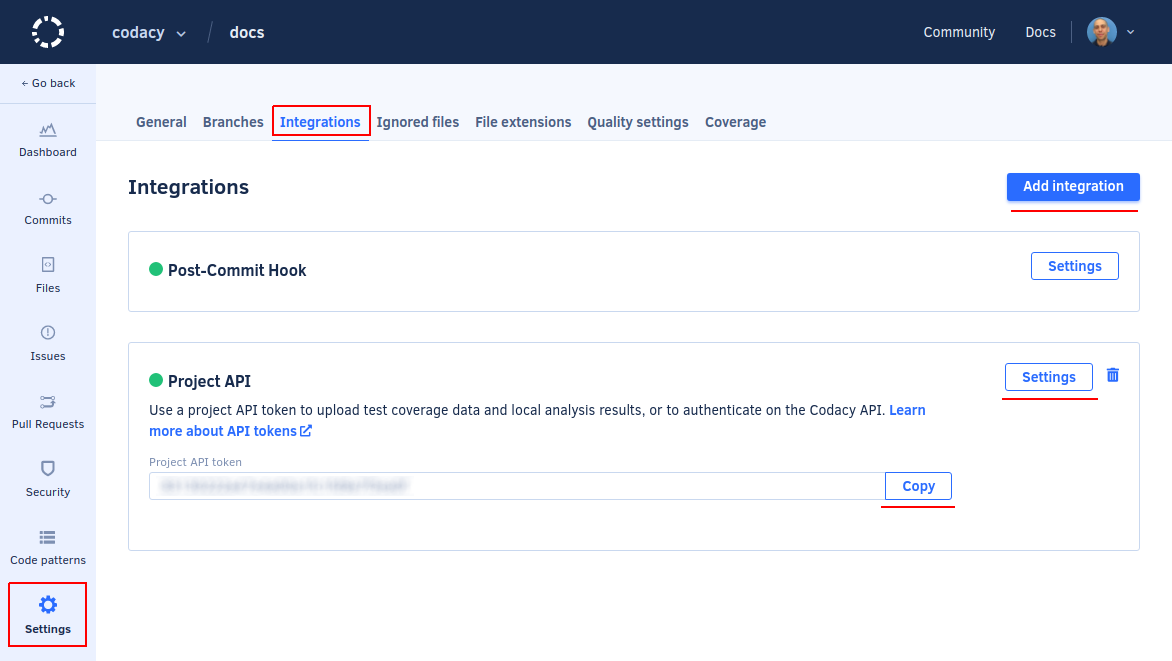 codacy / docs
Community Docs
← Go back
Dashboard
Commits
Files
Issues
Pull Requests
Security
Code patterns
Settings
General Branches Integrations Ignored files File extensions Quality settings Coverage
Integrations
Add integration
Post-Commit Hook
Settings
Project API
Settings
Use a project API token to upload test coverage data and local analysis results, or to authenticate on the Codacy API. Learn
more about API tokens
Project API token
Copy